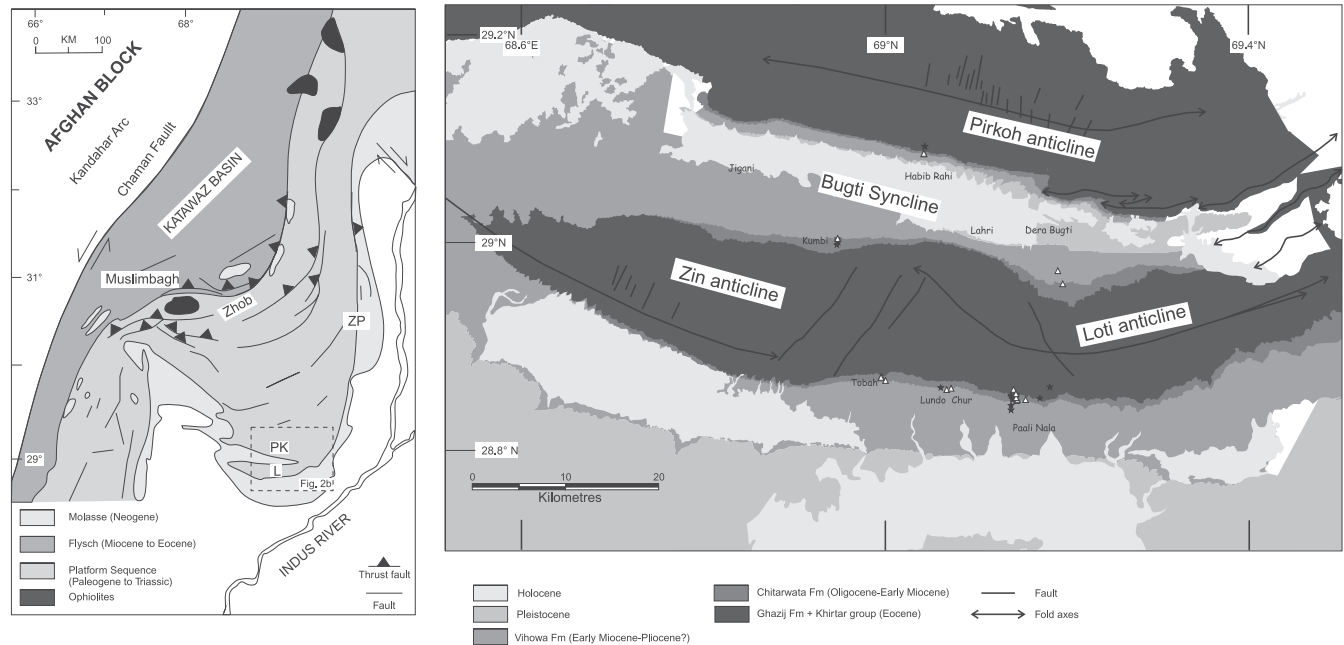 66°
68°
0 KM 100
AFGHAN BLOCK
Kandahar Arc
Chaman Faullt
KATAWAZ BASIN
33°
31°
Muslimbagh
Zhob
ZP
29°
PK
L
Fig. 2b
INDUS RIVER
Molasse (Neogene)
Flysch (Miocene to Eocene)
Platform Sequence
(Paleogene to Triassic)
Ophiolites
Thrust fault
Fault
29.2°N
68.6°E
69°N
69.4°N
Pirkoh anticline
Jigani
Habib Rahi
Bugti Syncline
Lahri
Dera Bugti
Kumbi
29°N
Zin anticline
Loti anticline
Tobah
Lundo Chur
Paali Nala
28.8° N
0 10 20
Kilometres
Holocene
Pleistocene
Vihowa Fm (Early Miocene-Pliocene?)
Chitarwata Fm (Oligocene-Early Miocene)
Ghazij Fm + Khirtar group (Eocene)
Fault
Fold axes